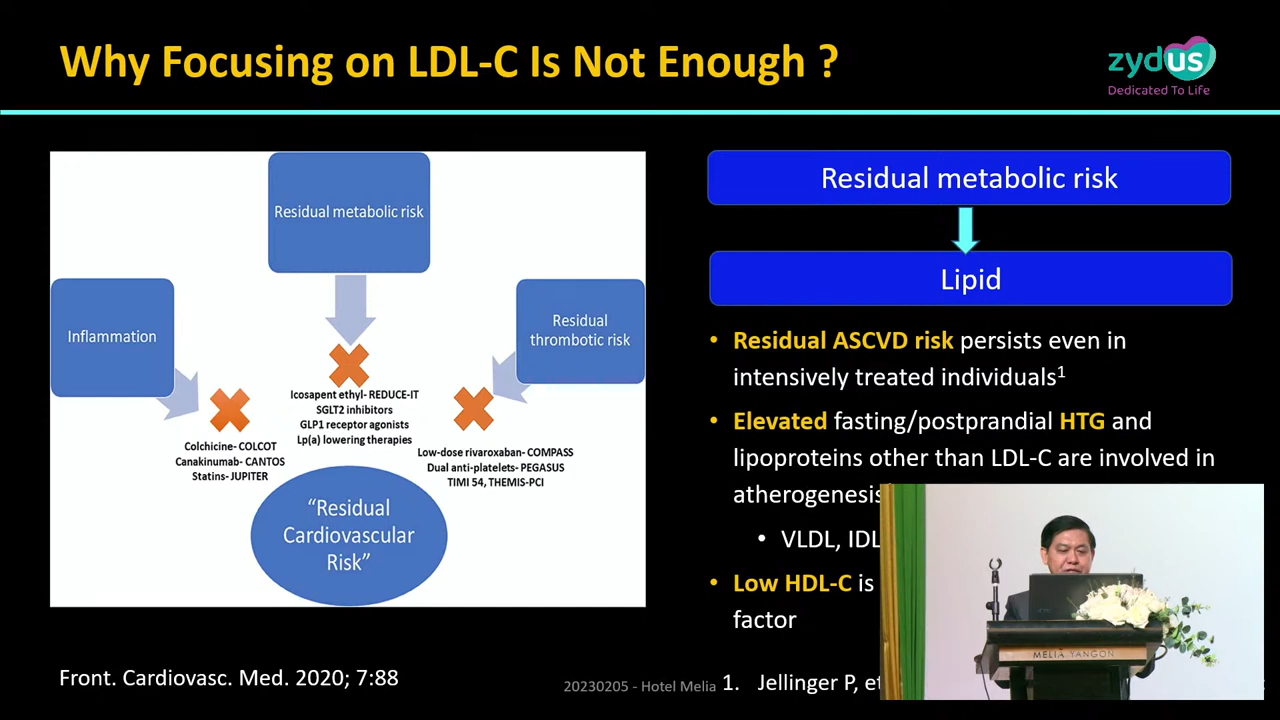 Why Focusing on LDL-C Is Not Enough ?
zydus
Dedicated To Life
Residual metabolic risk
Inflammation
Residual
thrombotic risk
Icosapent ethyl- REDUCE-IT
SGLT2 inhibitors
GLP1 receptor agonists
Lp(a) lowering therapies
Colchicine- COLCOT
Canakinumab- CANTOS
Statins- JUPITER
Low-dose rivaroxaban- COMPASS
Dual anti-platelets- PEGASUS
TIMI 54, THEMIS-PCI
“Residual
Cardiovascular
Risk”
Front. Cardiovasc. Med. 2020; 7:88
Residual metabolic risk
Lipid
• Residual ASCVD risk persists even in
intensively treated individuals¹
• Elevated fasting/postprandial HTG and
lipoproteins other than LDL-C are involved in
atherogenesis
• VLDL, IDL
• Low HDL-C is
factor
20230205 - Hotel Melia
1. Jellinger P, et
MELIÁ YANGON